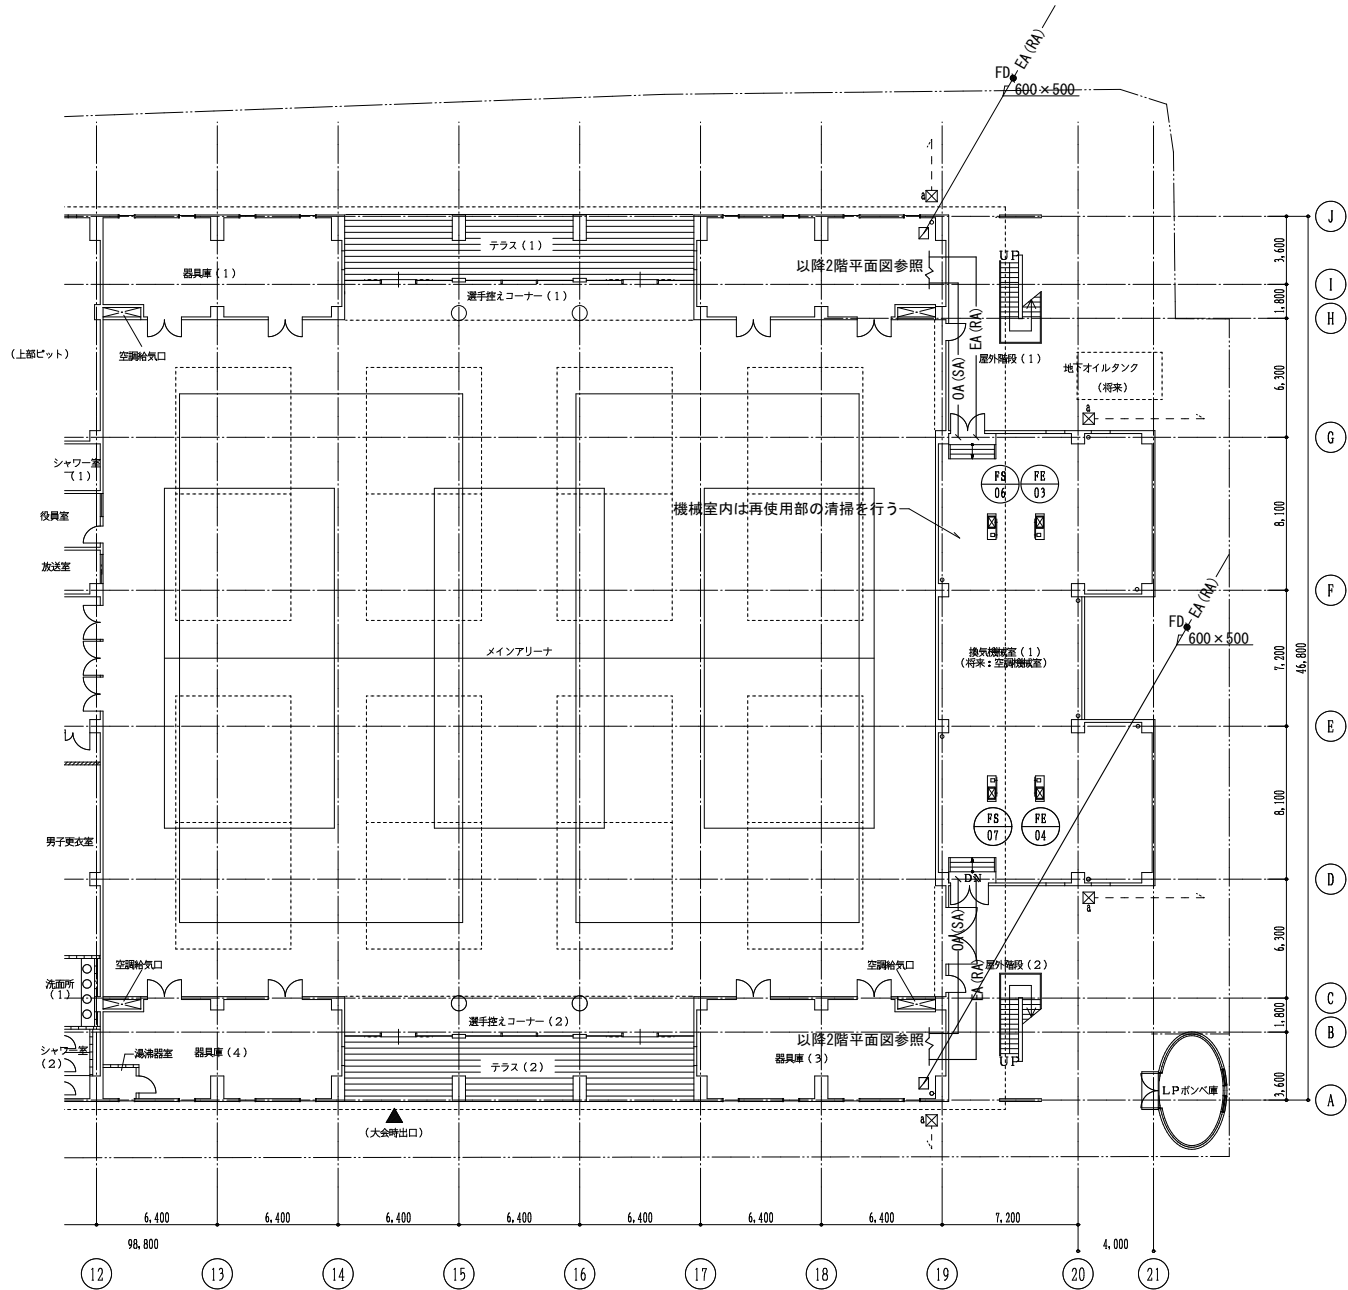 EA(RA)
FD
600×500
a
J
3,600
テラス(1)
UP
器具庫(1)
以降2階平面図参照
I
選手控えコーナー(1)
1,800
H
(上部ピット)
空調給気口
EA(RA)
OA(SA)
屋外階段(1)
地下オイルタンク
(将来)
6,300
a
G
シャワー室
(1)
FS
06
FE
03
機械室内は再使用部の清掃を行う
役員室
8,100
放送室
F
EA(RA)
FD
600×500
メインアリーナ
換気機械室(1)
(将来:空調機械室)
7,200
46,800
E
FS
07
FE
04
8,100
男子更衣室
DN
D
a
OA(SA)
6,300
空調給気口
空調給気口
屋外階段(2)
洗面所
(1)
EA(RA)
C
選手控えコーナー(2)
1,800
B
シャワー室
(2)
湯沸器室
器具庫(4)
以降2階平面図参照
器具庫(3)
UP
テラス(2)
LPボンベ庫
3,600
A
a
(大会時出口)
6,400
6,400
6,400
6,400
6,400
6,400
6,400
7,200
98,800
4,000
12
13
14
15
16
17
18
19
20
21